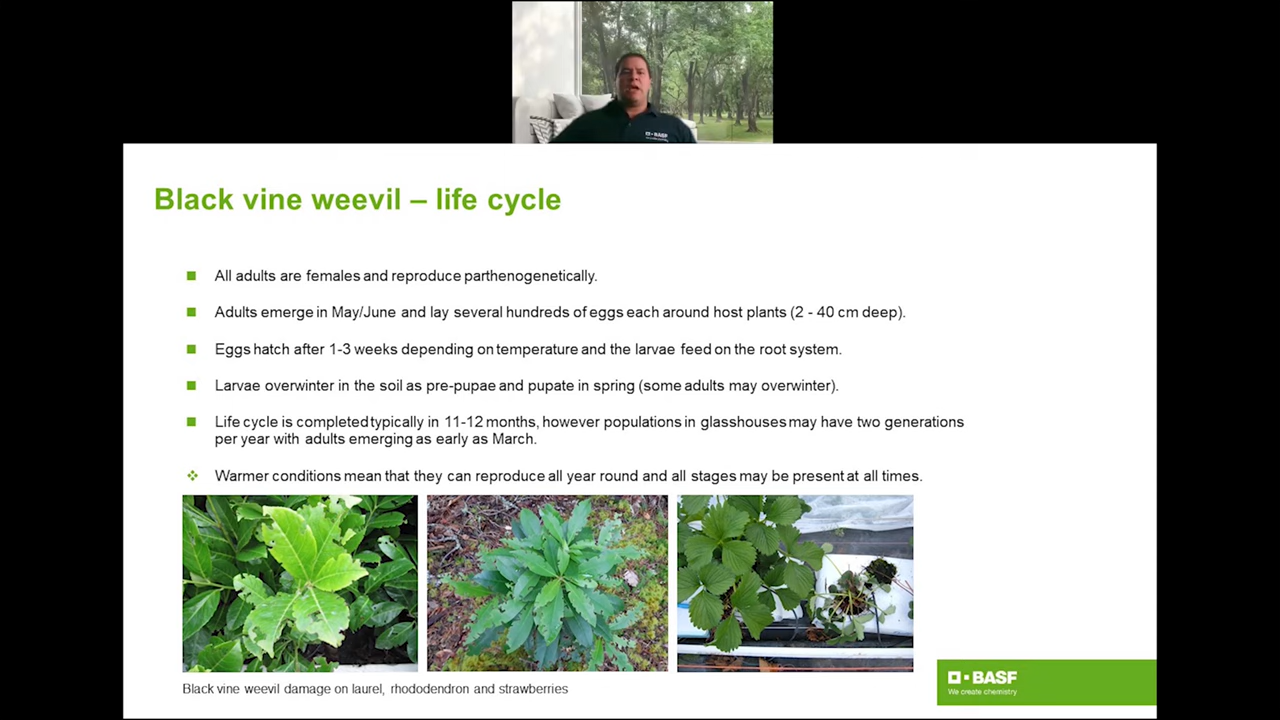 BASF
Black vine weevil – life cycle
All adults are females and reproduce parthenogenetically.
Adults emerge in May/June and lay several hundreds of eggs each around host plants (2 - 40 cm deep).
Eggs hatch after 1-3 weeks depending on temperature and the larvae feed on the root system.
Larvae overwinter in the soil as pre-pupae and pupate in spring (some adults may overwinter).
Life cycle is completed typically in 11-12 months, however populations in glasshouses may have two generations
per year with adults emerging as early as March.
Warmer conditions mean that they can reproduce all year round and all stages may be present at all times.
Black vine weevil damage on laurel, rhododendron and strawberries
BASF
We create chemistry